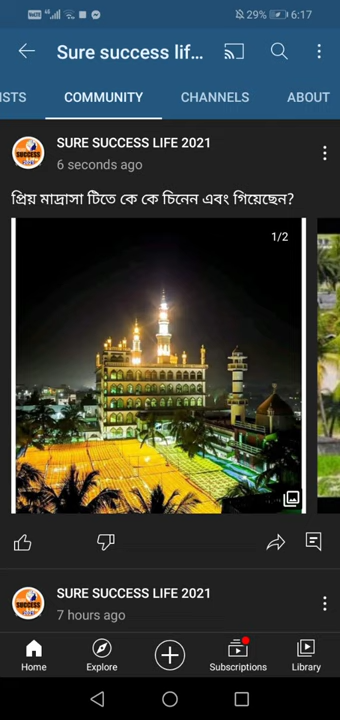 29% 6:17
Sure success lif...
ISTS COMMUNITY CHANNELS ABOUT
SURE SUCCESS LIFE 2021
6 seconds ago
প্রিয় মাদ্রাসা টিতে কে কে চিনেন এবং গিয়েছেন?
1/2
SURE SUCCESS LIFE 2021
7 hours ago
Home Explore Subscriptions Library